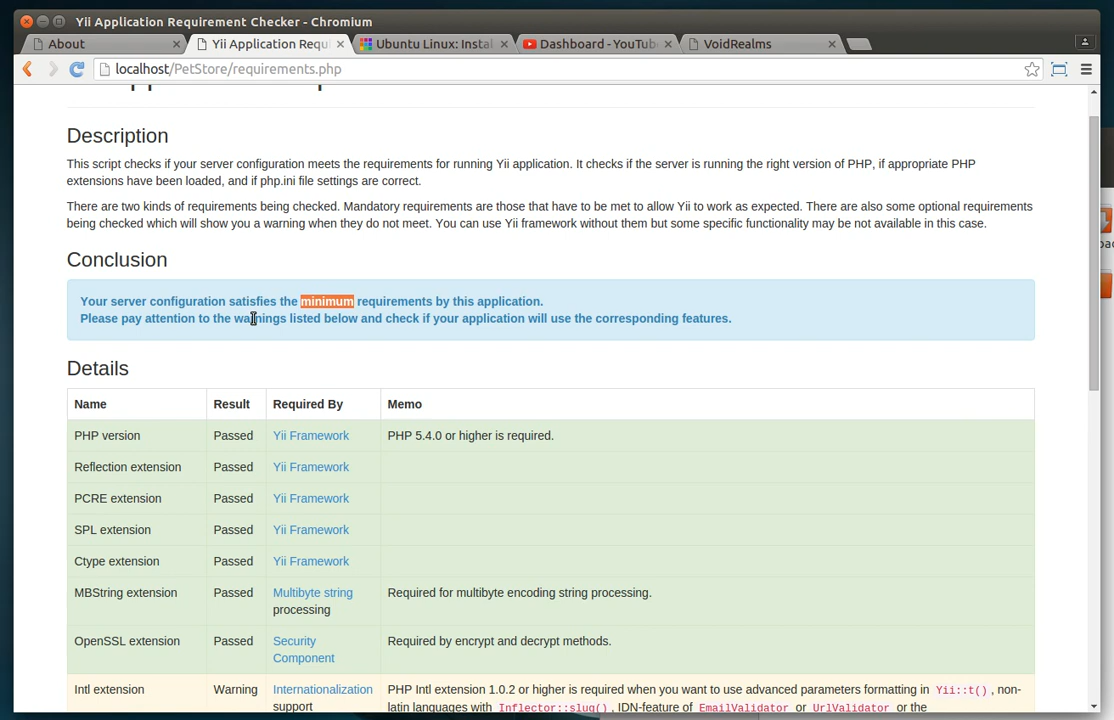 Yii Application Requirement Checker - Chromium
About
Yii Application Requi
Ubuntu Linux: Instal
Dashboard - YouTube
VoidRealms
localhost/PetStore/requirements.php
Description
This script checks if your server configuration meets the requirements for running Yii application. It checks if the server is running the right version of PHP, if appropriate PHP
extensions have been loaded, and if php.ini file settings are correct.
There are two kinds of requirements being checked. Mandatory requirements are those that have to be met to allow Yii to work as expected. There are also some optional requirements
being checked which will show you a warning when they do not meet. You can use Yii framework without them but some specific functionality may be not available in this case.
Conclusion
Your server configuration satisfies the minimum requirements by this application.
Please pay attention to the warnings listed below and check if your application will use the corresponding features.
Details
Name Result Required By Memo
PHP version Passed Yii Framework PHP 5.4.0 or higher is required.
Reflection extension Passed Yii Framework
PCRE extension Passed Yii Framework
SPL extension Passed Yii Framework
Ctype extension Passed Yii Framework
MBString extension Passed Multibyte string Required for multibyte encoding string processing.
processing
OpenSSL extension Passed Security Required by encrypt and decrypt methods.
Component
Intl extension Warning Internationalization PHP Intl extension 1.0.2 or higher is required when you want to use advanced parameters formatting in Yii::t(), non-
support latin languages with Inflector::slug(), IDN-feature of EmailValidator or UrlValidator or the